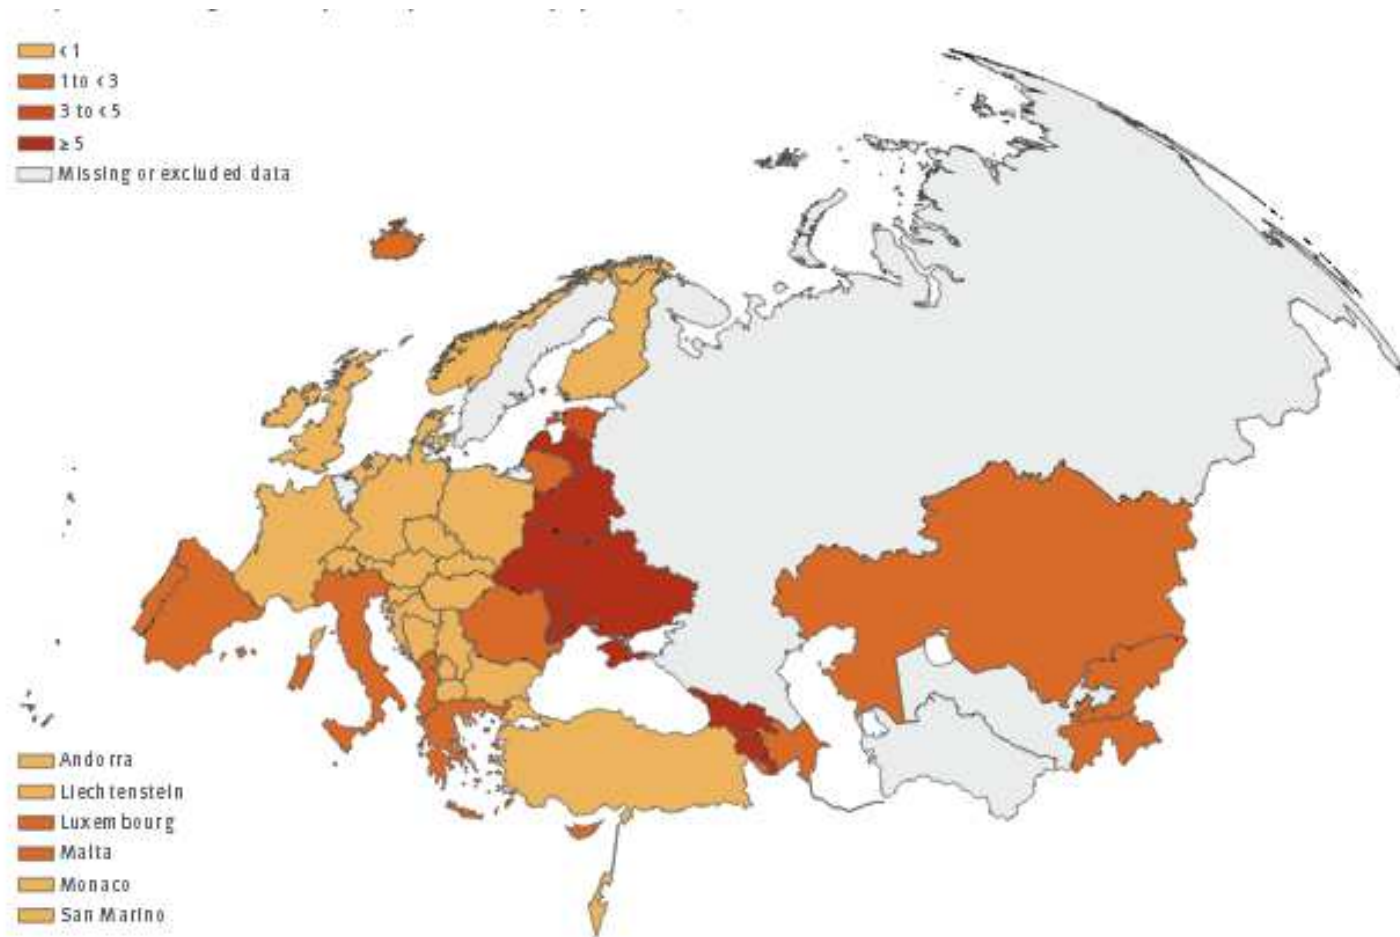 < 1
1 to < 3
3 to < 5
≥ 5
Missing or excluded data
Andorra
Liechtenstein
Luxembourg
Malta
Monaco
San Marino